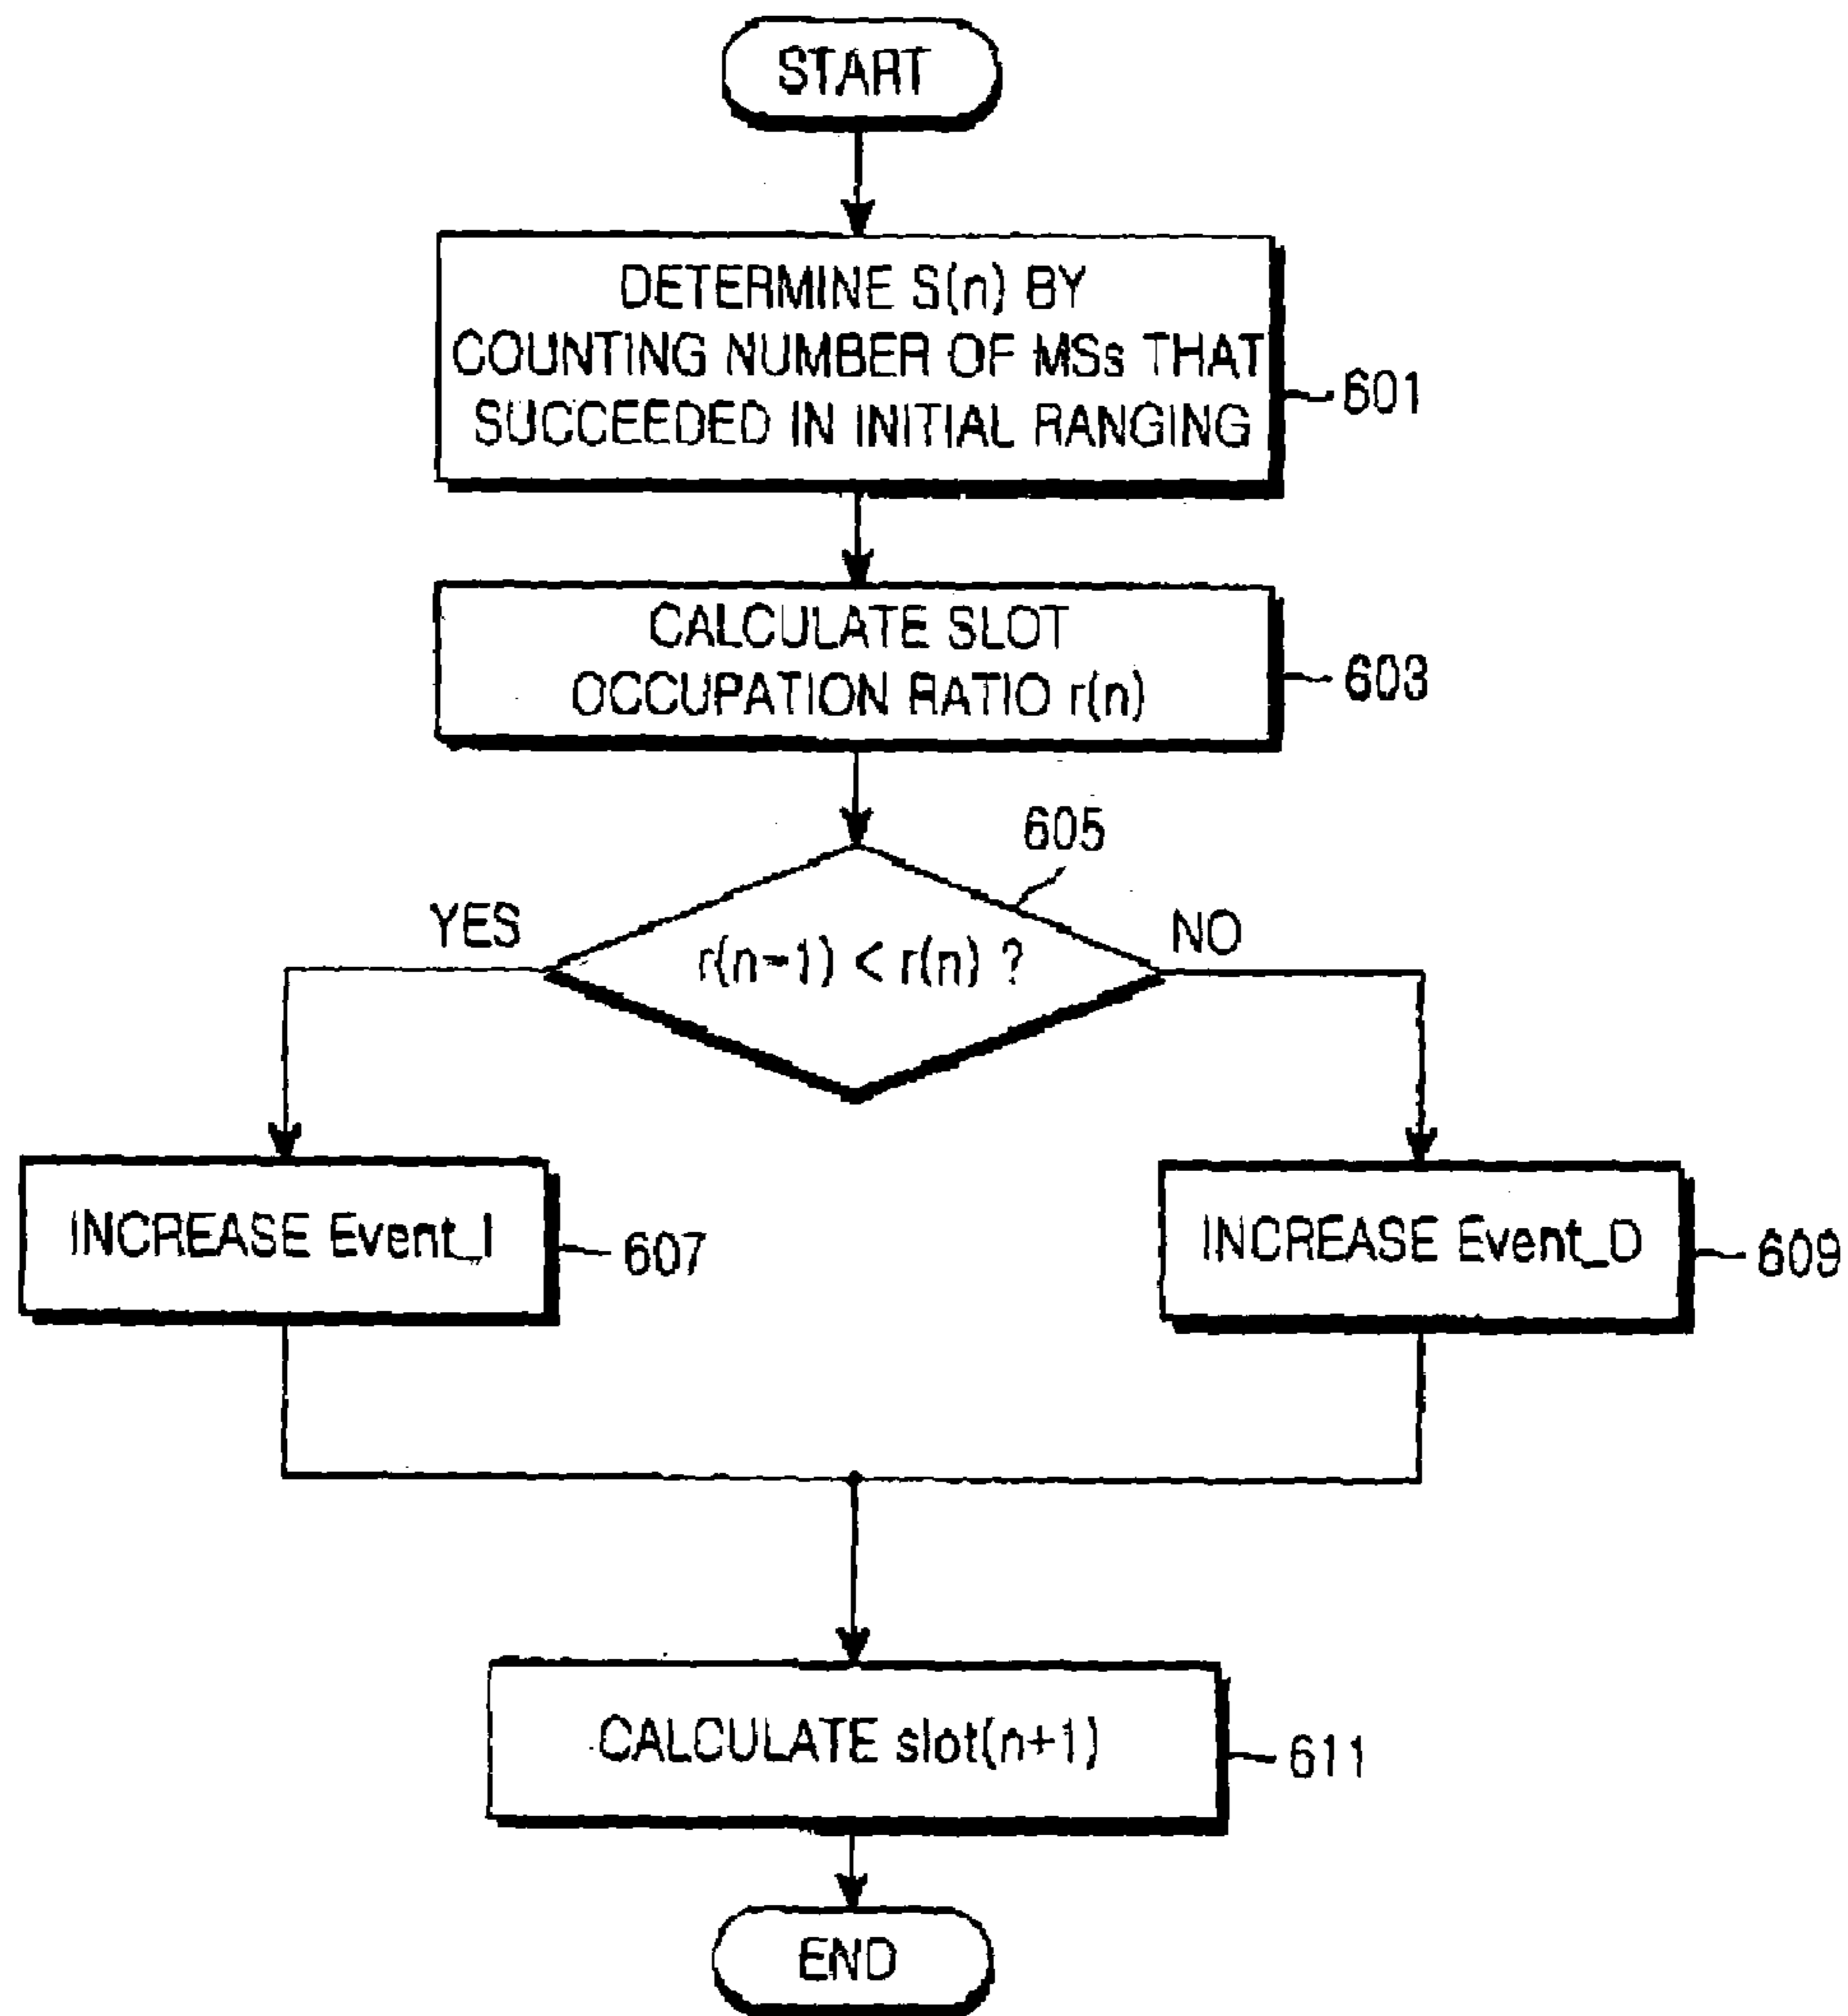 START
DETERMINE S(n) BY
COUNTING NUMBER OF MSs THAT
SUCCEEDED IN INITIAL RANGING
601
CALCULATE SLOT
OCCUPATION RATIO r(n)
603
605
YES
r(n-1) < r(n) ?
NO
INCREASE Event_I
607
INCREASE Event_D
609
CALCULATE slot(n+1)
611
END